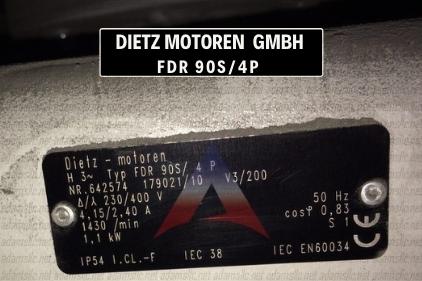 DIETZ MOTOREN GMBH
FDR 90S/4P
Dietz - motoren
H 3~ Typ FDR 90S/ 4 P
NR.642574 179021/10 V3/200
Δ/⅄ 230/400 V 50 Hz
4,15/2,40 A cosφ 0,83
1430 /min S 1
1,1 kW CE
IP54 I.CL.-F IEC 38 IEC EN60034